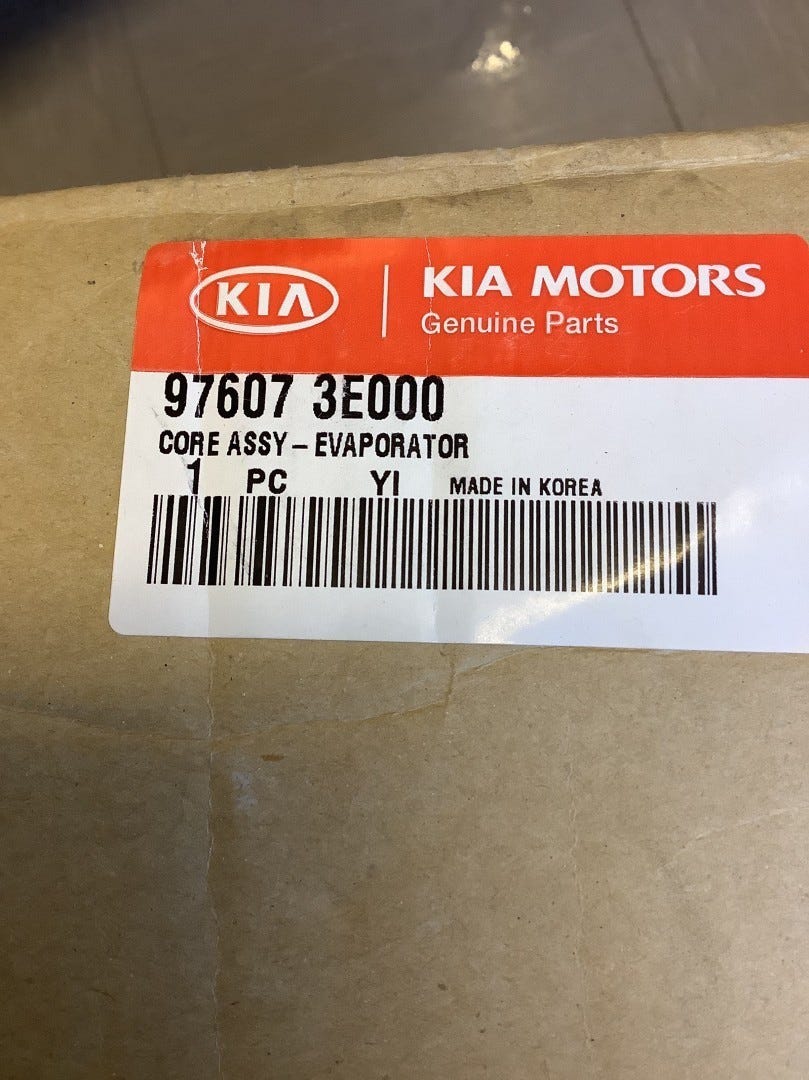 KIA
KIA MOTORS
Genuine Parts
97607 3E000
CORE ASSY - EVAPORATOR
1 PC YI MADE IN KOREA